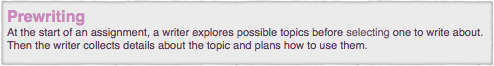 Prewriting
At the start of an assignment, a writer explores possible topics before selecting one to write about.
Then the writer collects details about the topic and plans how to use them.